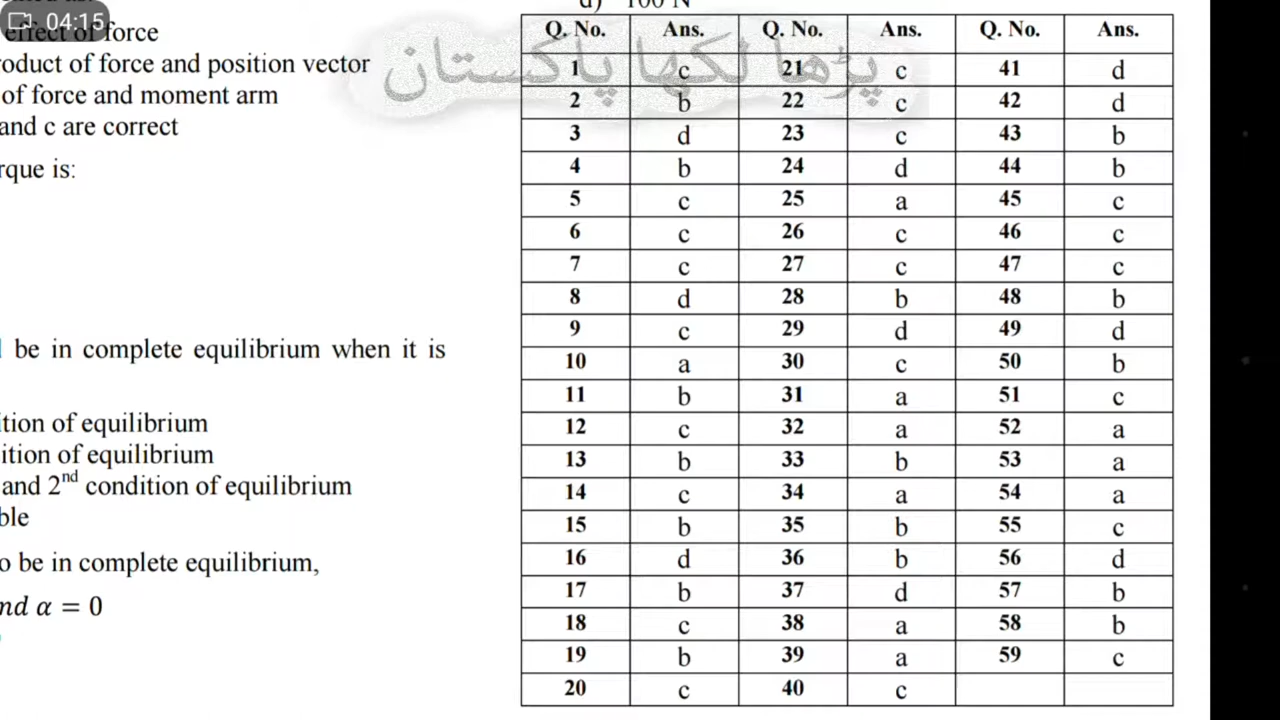 04:15
effect of force
roduct of force and position vector
of force and moment arm
and c are correct
rque is:
be in complete equilibrium when it is
ition of equilibrium
ition of equilibrium
and 2nd condition of equilibrium
ble
o be in complete equilibrium,
nd α = 0
d) 100 N
پڑھا لکھا پاکستان
Q. No. Ans. Q. No. Ans. Q. No. Ans.
1 c 21 c 41 d
2 b 22 c 42 d
3 d 23 c 43 b
4 b 24 d 44 b
5 c 25 a 45 c
6 c 26 c 46 c
7 c 27 c 47 c
8 d 28 b 48 b
9 c 29 d 49 d
10 a 30 c 50 b
11 b 31 a 51 c
12 c 32 a 52 a
13 b 33 b 53 a
14 c 34 a 54 a
15 b 35 b 55 c
16 d 36 b 56 d
17 b 37 d 57 b
18 c 38 a 58 b
19 b 39 a 59 c
20 c 40 c